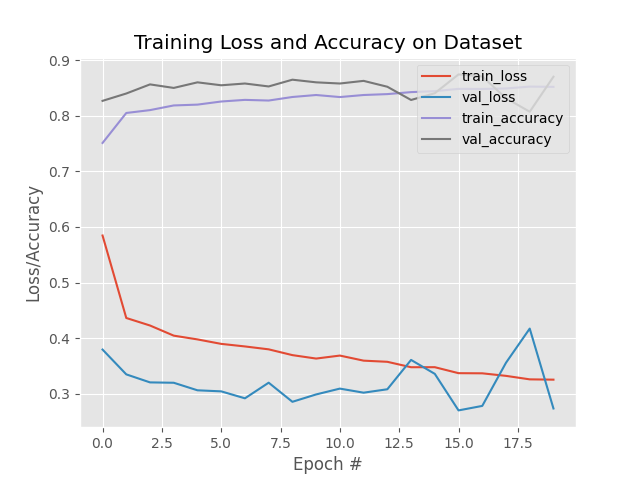 Training Loss and Accuracy on Dataset
0.9
0.8
0.7
0.6
0.5
0.4
0.3
Loss/Accuracy
train_loss
val_loss
train_accuracy
val_accuracy
0.0 2.5 5.0 7.5 10.0 12.5 15.0 17.5
Epoch #